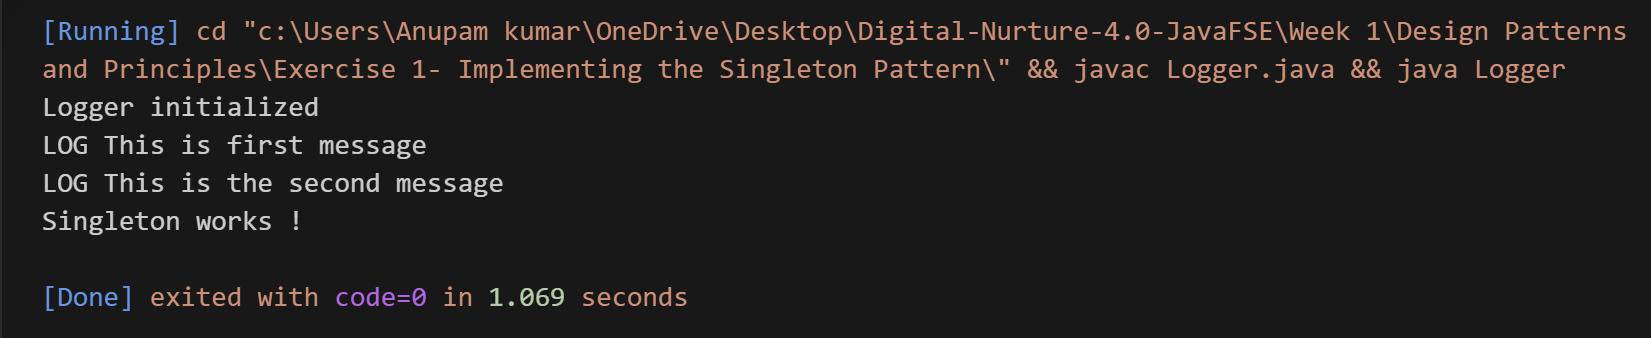 [Running] cd "c:\Users\Anupam kumar\OneDrive\Desktop\Digital-Nurture-4.0-JavaFSE\Week 1\Design Patterns
and Principles\Exercise 1- Implementing the Singleton Pattern\" && javac Logger.java && java Logger
Logger initialized
LOG This is first message
LOG This is the second message
Singleton works !
[Done] exited with code=0 in 1.069 seconds